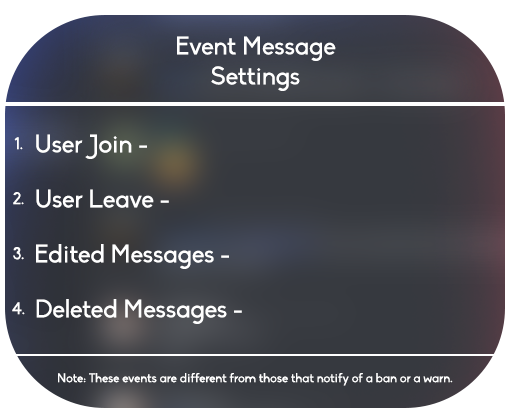 Event Message
Settings
1. User Join -
2. User Leave -
3. Edited Messages -
4. Deleted Messages -
Note: These events are different from those that notify of a ban or a warn.